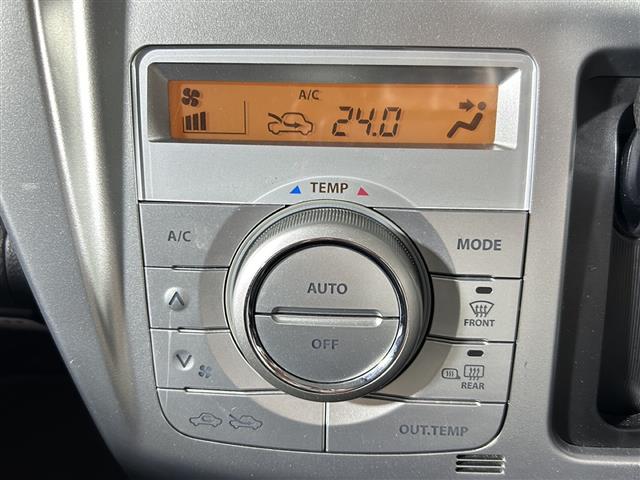 A/C
24.0
TEMP
A/C
MODE
AUTO
OFF
FRONT
REAR
OUT.TEMP